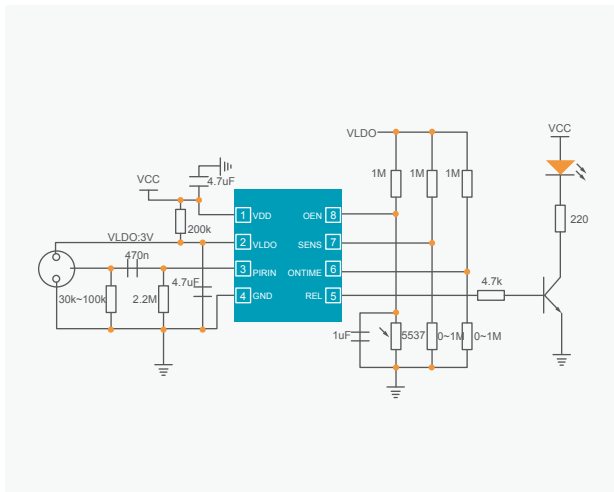 VCC
VLDO
VCC
1M
1M
1M
4.7uF
220
1 VDD
OEN 8
200k
VLDO:3V
2 VLDO
SENS 7
470n
3 PIRIN
ONTIME 6
4.7uF
4.7k
30k~100k
2.2M
4 GND
REL 5
1uF
5537
0~1M
0~1M